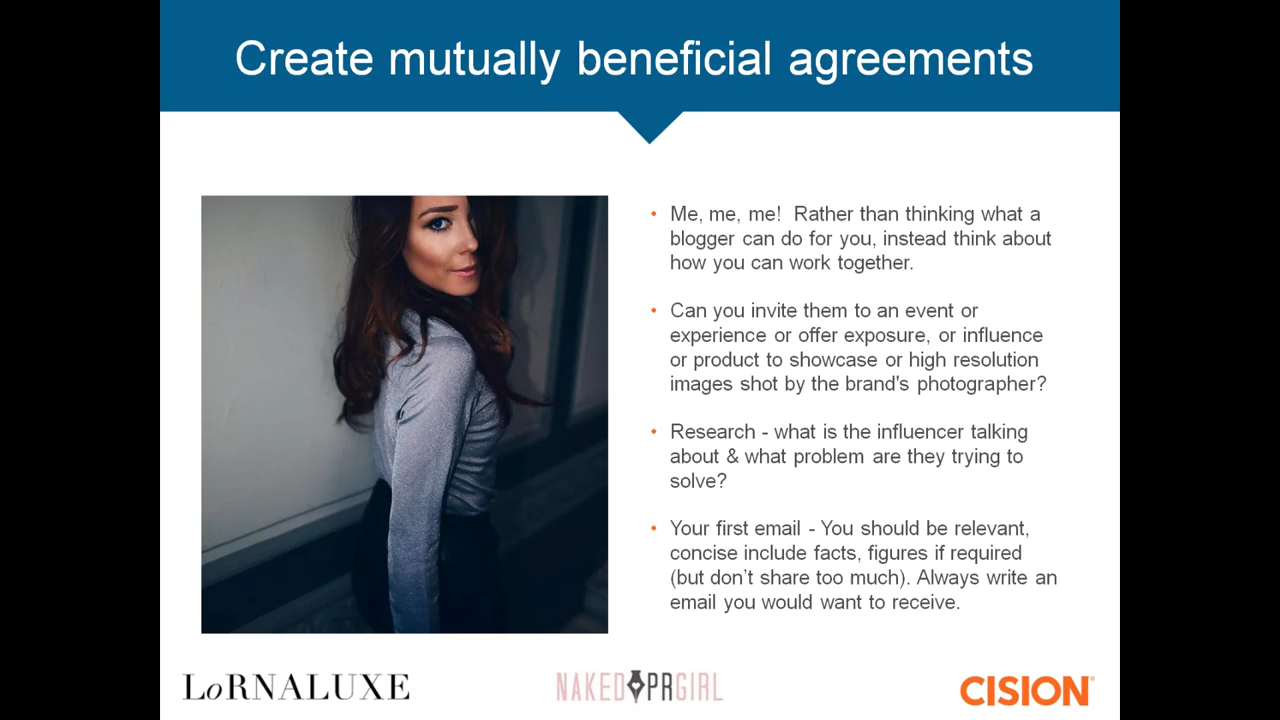 Create mutually beneficial agreements
• Me, me, me!  Rather than thinking what a
blogger can do for you, instead think about
how you can work together.
• Can you invite them to an event or
experience or offer exposure, or influence
or product to showcase or high resolution
images shot by the brand's photographer?
• Research - what is the influencer talking
about & what problem are they trying to
solve?
• Your first email - You should be relevant,
concise include facts, figures if required
(but don’t share too much). Always write an
email you would want to receive.
LoRNALUXE
NAKED PRGIRL
CISION®